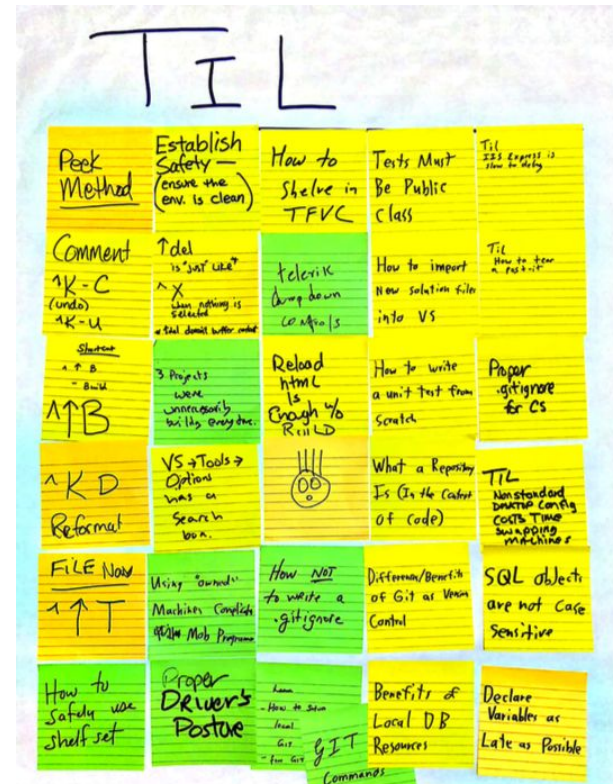 TIL
Peek
Method
Establish
Safety —
(ensure the
env. is clean)
How to
Shelve in
TFVC
Tests Must
Be Public
Class
Til
IIS Express is
slow to debug
Comment
^K-C
(undo)
^K-U
↑del
is "just like"
^X
when nothing is
selected
telerik
drop down
controls
How to import
New solution files
into VS
Til
How to tear
a post-it
Shortcut
^ ↑ B
- Build
^↑B
3 Projects
were
unnecessarily
building every time.
Reload
html
Is
Enough w/o
BUILD
How to write
a unit test from
Scratch
Proper
.gitignore
for CS
^KD
Reformat
VS→Tools→
Options
has a
Search
box.
What a Repository
Is (In the Context
of code)
TIL
Nonstandard
Desktop Config
Costs Time
Swapping
Machines
FILE Nav
^↑T
Using "owned"
Machines Complicates
Mob Programming
How NOT
to write a
.gitignore
Difference/Benefits
of Git as Version
Control
SQL objects
are not Case
Sensitive
How to
Safely use
shelf set
Proper
DRIVER'S
Posture
- How to
local
Git
GIT
Commands
Benefits of
Local DB
Resources
Declare
Variables as
Late as Possible